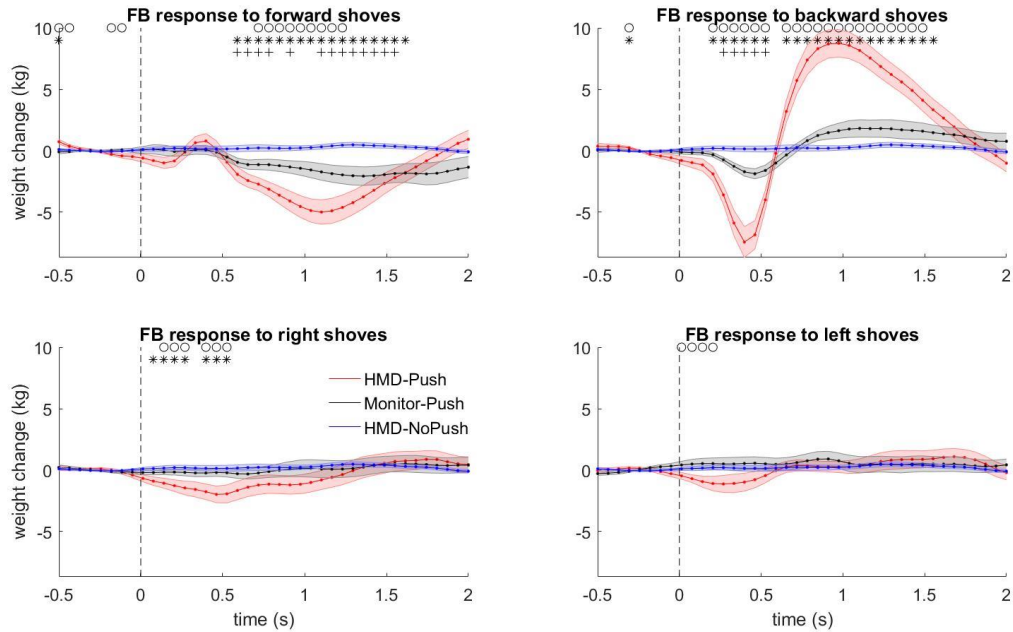 FB response to forward shoves
10
5
0
-5
weight change (kg)
-0.5 0 0.5 1 1.5 2
FB response to backward shoves
10
5
0
-5
-0.5 0 0.5 1 1.5 2
FB response to right shoves
10
5
0
-5
weight change (kg)
HMD-Push
Monitor-Push
HMD-NoPush
-0.5 0 0.5 1 1.5 2
time (s)
FB response to left shoves
10
5
0
-5
-0.5 0 0.5 1 1.5 2
time (s)